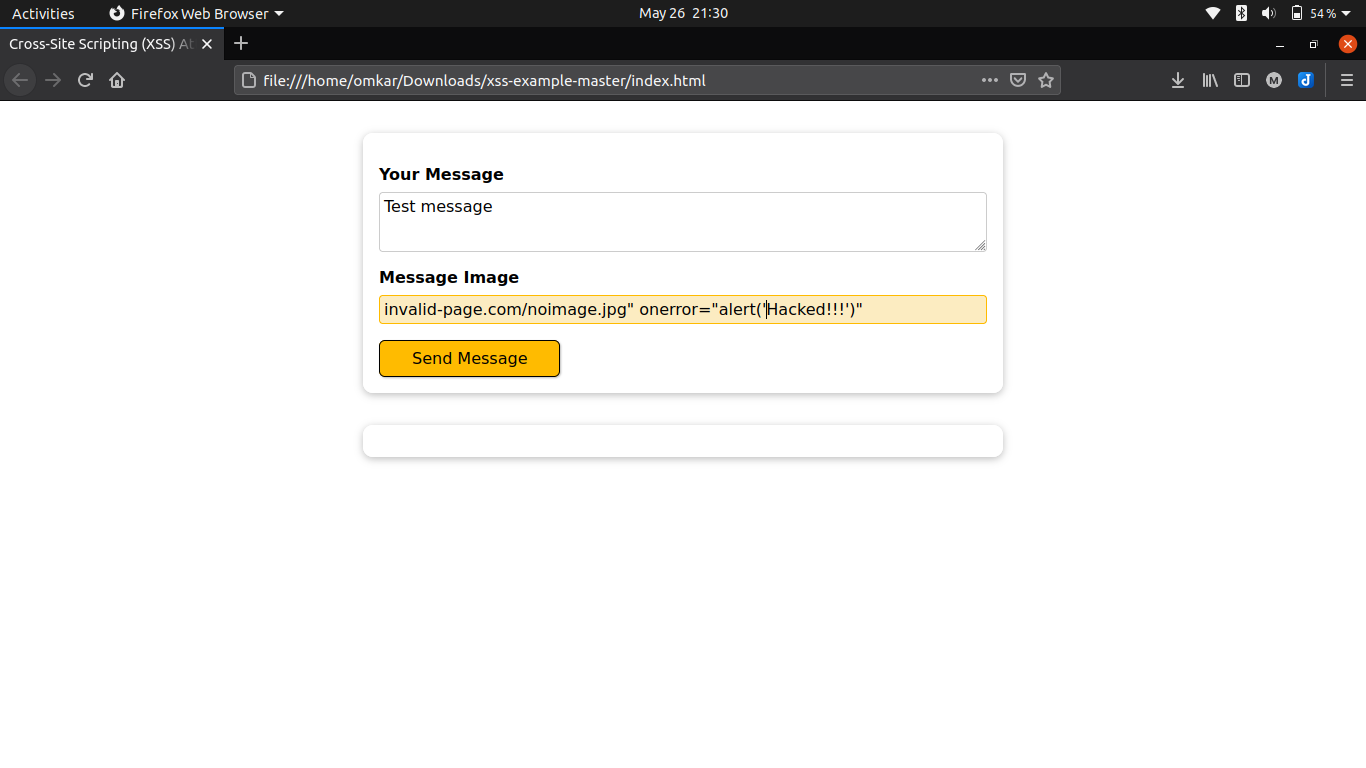 Activities Firefox Web Browser May 26 21:30 54%
Cross-Site Scripting (XSS) At
file:///home/omkar/Downloads/xss-example-master/index.html
Your Message
Test message
Message Image
invalid-page.com/noimage.jpg" onerror="alert('Hacked!!!')"
Send Message